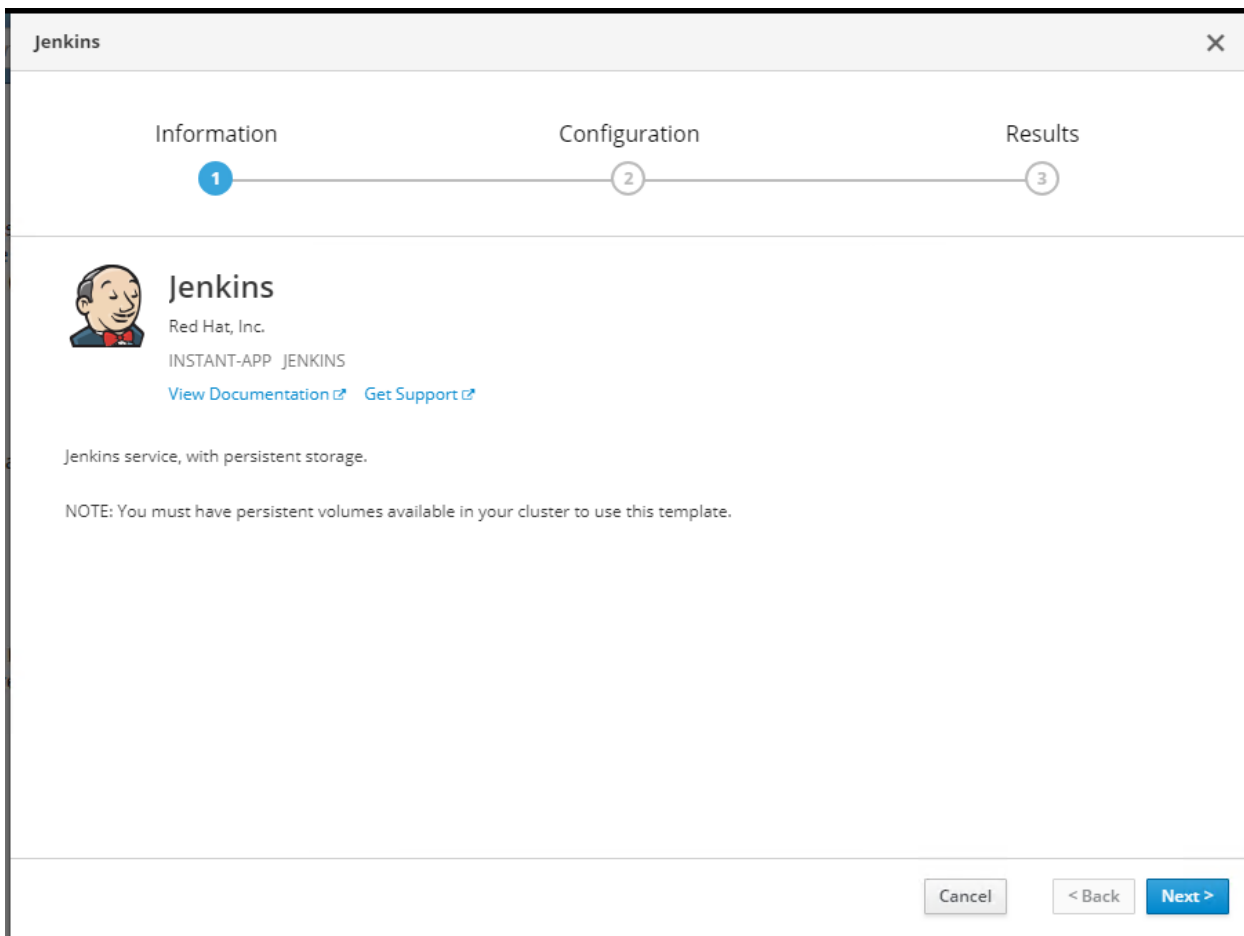 Jenkins
Information Configuration Results
1 2 3
Jenkins
Red Hat, Inc.
INSTANT-APP JENKINS
View Documentation Get Support
Jenkins service, with persistent storage.
NOTE: You must have persistent volumes available in your cluster to use this template.
Cancel < Back Next >